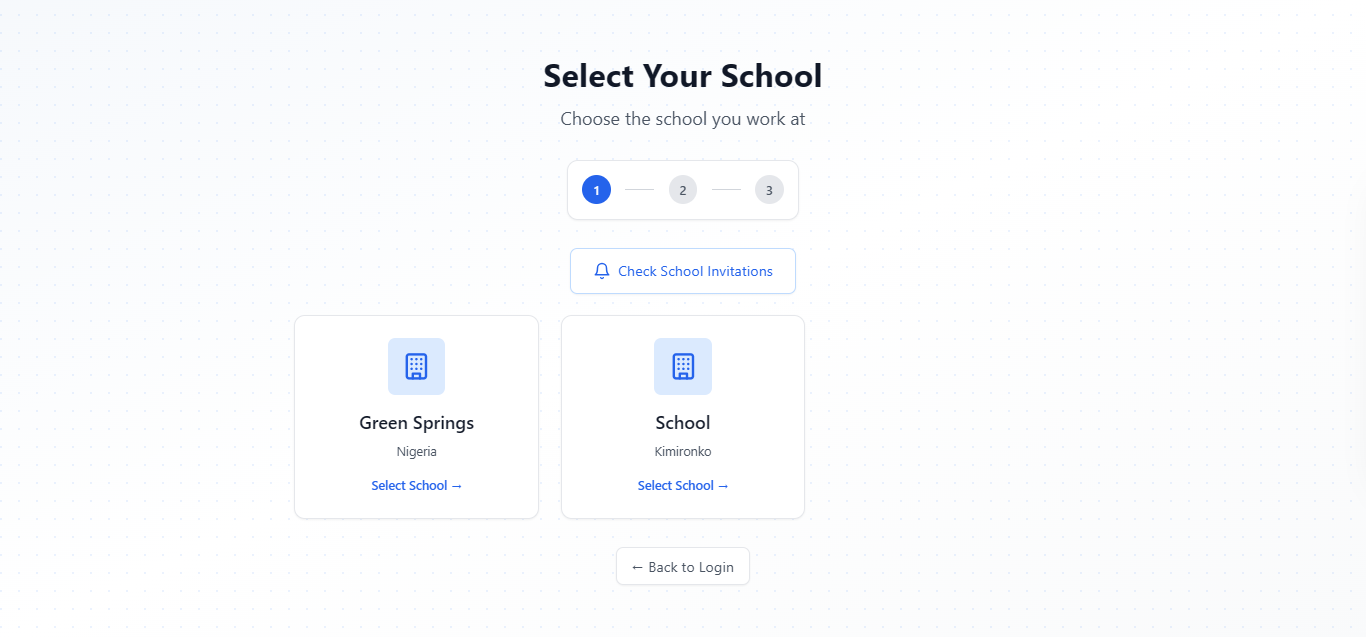 Select Your School
Choose the school you work at
1 2 3
Check School Invitations
Green Springs
Nigeria
Select School →
School
Kimironko
Select School →
← Back to Login